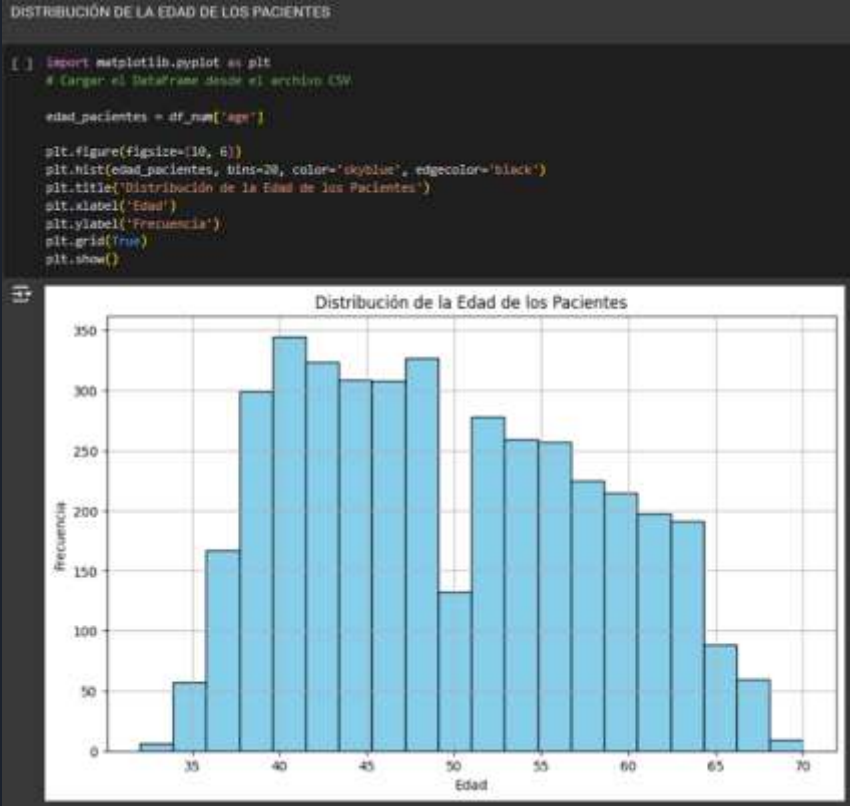 DISTRIBUCIÓN DE LA EDAD DE LOS PACIENTES
[ ] import matplotlib.pyplot as plt
# Cargar el DataFrame desde el archivo CSV
edad_pacientes = df_num['age']
plt.figure(figsize=(10, 6))
plt.hist(edad_pacientes, bins=20, color='skyblue', edgecolor='black')
plt.title('Distribución de la Edad de los Pacientes')
plt.xlabel('Edad')
plt.ylabel('Frecuencia')
plt.grid(True)
plt.show()
Distribución de la Edad de los Pacientes
350
300
250
200
150
100
50
0
Frecuencia
35 40 45 50 55 60 65 70
Edad